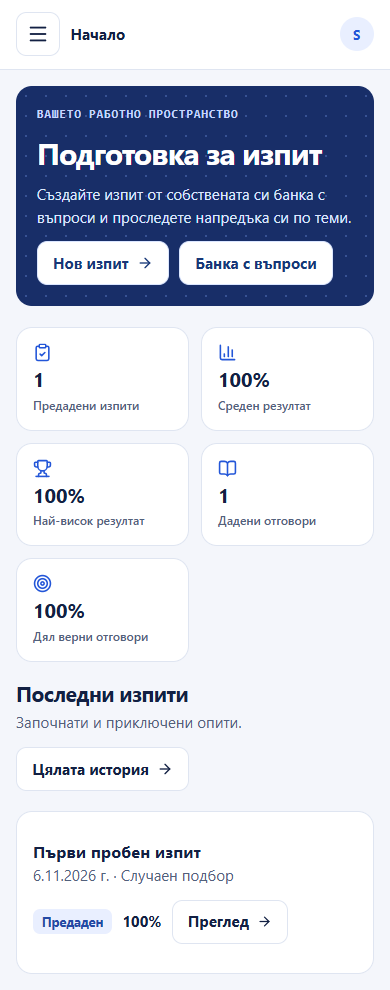 Начало
S
ВАШЕТО РАБОТНО ПРОСТРАНСТВО
Подготовка за изпит
Създайте изпит от собствената си банка с
въпроси и проследете напредъка си по теми.
Нов изпит
Банка с въпроси
1
Предадени изпити
100%
Среден резултат
100%
Най-висок резултат
1
Дадени отговори
100%
Дял верни отговори
Последни изпити
Започнати и приключени опити.
Цялата история
Първи пробен изпит
6.11.2026 г. · Случаен подбор
Предаден
100%
Преглед